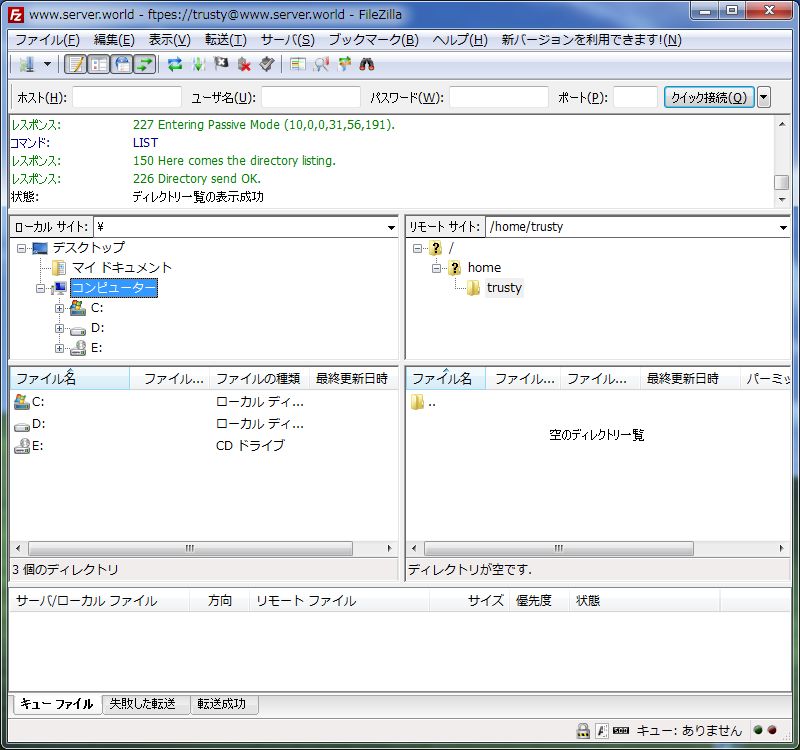 www.server.world - ftpes://trusty@www.server.world - FileZilla
ファイル(F) 編集(E) 表示(V) 転送(T) サーバ(S) ブックマーク(B) ヘルプ(H) 新バージョンを利用できます!(N)
ホスト(H): ユーザ名(U): パスワード(W): ポート(P): クイック接続(Q)
レスポンス: 227 Entering Passive Mode (10,0,0,31,56,191).
コマンド: LIST
レスポンス: 150 Here comes the directory listing.
レスポンス: 226 Directory send OK.
状態: ディレクトリ一覧の表示成功
ローカル サイト: ¥
デスクトップ
マイ ドキュメント
コンピューター
C:
D:
E:
リモート サイト: /home/trusty
/
home
trusty
ファイル名 ファイル... ファイルの種類 最終更新日時
C: ローカル ディ...
D: ローカル ディ...
E: CD ドライブ
3 個のディレクトリ
ファイル名 ファイル... ファイル... 最終更新日時 パーミッ
..
空のディレクトリ一覧
ディレクトリが空です.
サーバ/ローカル ファイル 方向 リモート ファイル サイズ 優先度 状態
キュー ファイル 失敗した転送 転送成功
キュー: ありません